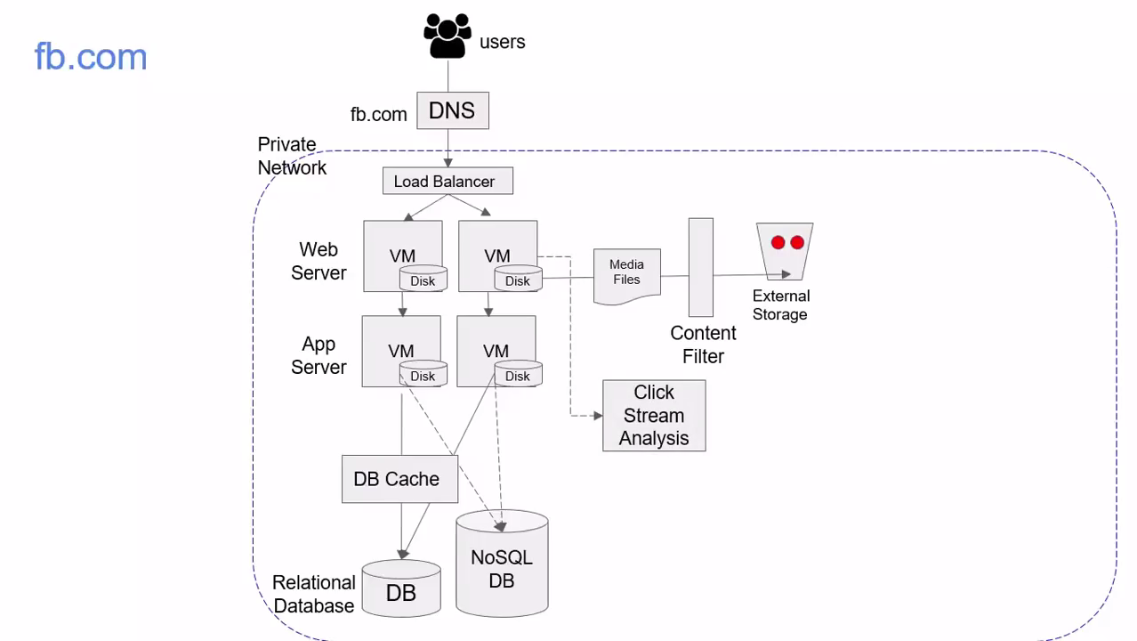 fb.com
users
fb.com
DNS
Private
Network
Load Balancer
Web
Server
VM
Disk
VM
Disk
Media
Files
Content
Filter
External
Storage
App
Server
VM
Disk
VM
Disk
Click
Stream
Analysis
DB Cache
Relational
Database
DB
NoSQL
DB